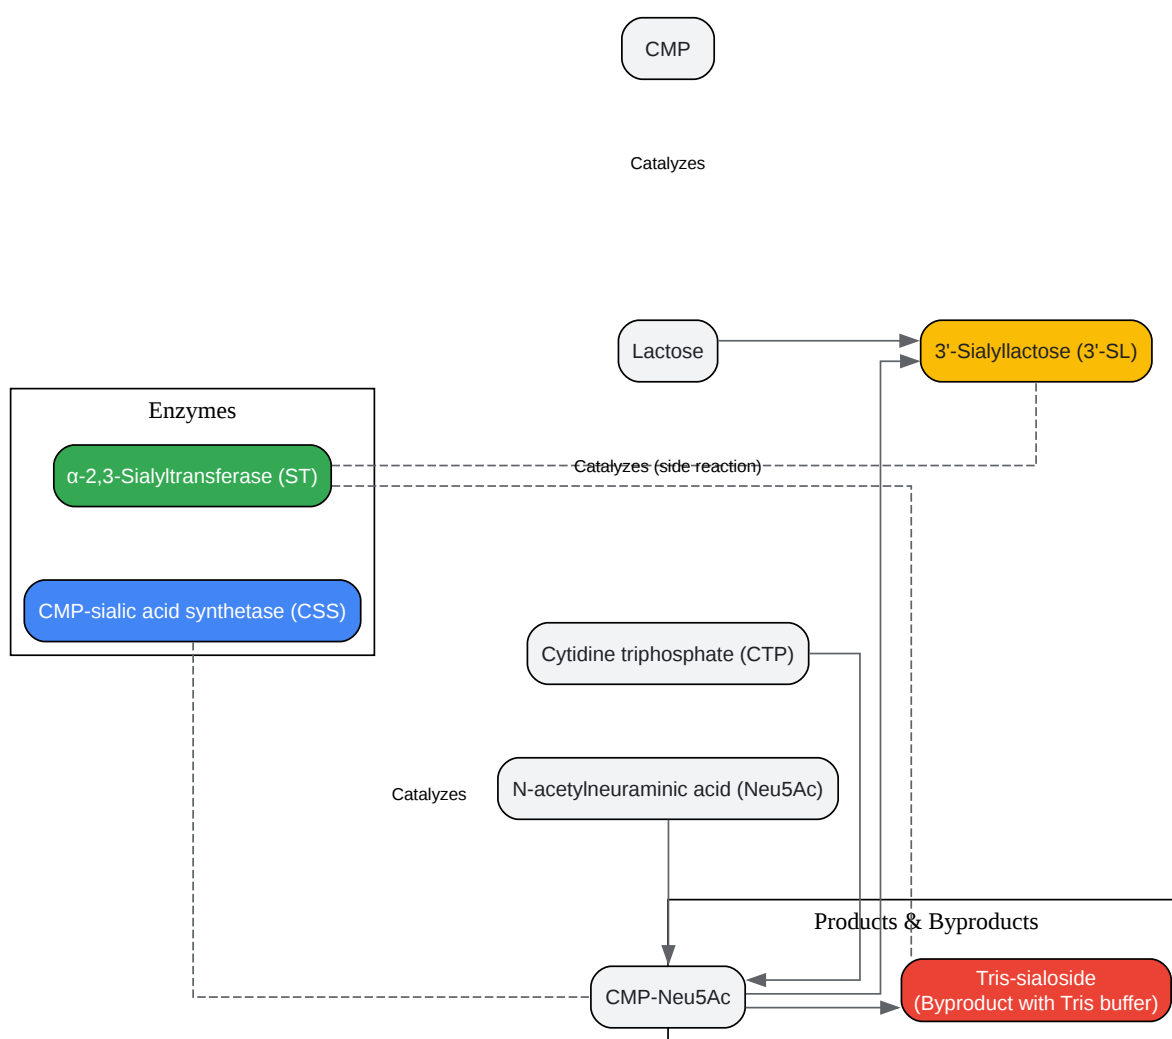 CMP
Catalyzes
Lactose
3'-Sialyllactose (3'-SL)
Enzymes
α-2,3-Sialyltransferase (ST)
Catalyzes (side reaction)
CMP-sialic acid synthetase (CSS)
Cytidine triphosphate (CTP)
N-acetylneuraminic acid (Neu5Ac)
Catalyzes
Products & Byproducts
CMP-Neu5Ac
Tris-sialoside
(Byproduct with Tris buffer)